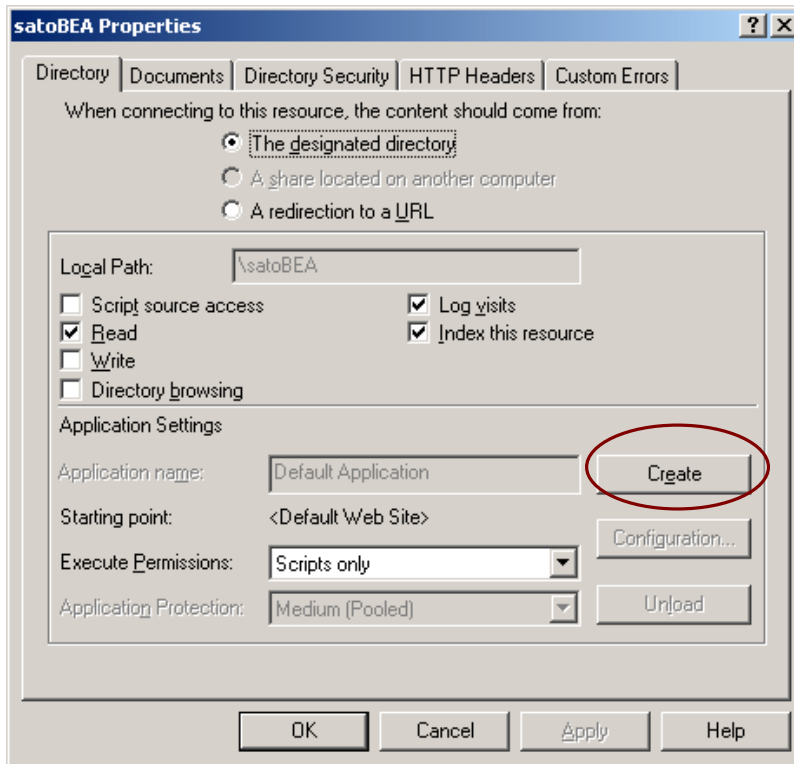 satoBEA Properties
? X
Directory Documents Directory Security HTTP Headers Custom Errors
When connecting to this resource, the content should come from:
The designated directory
A share located on another computer
A redirection to a URL
Local Path: \satoBEA
Script source access Log visits
Read Index this resource
Write
Directory browsing
Application Settings
Application name: Default Application Create
Starting point: <Default Web Site>
Configuration...
Execute Permissions: Scripts only
Application Protection: Medium (Pooled) Unload
OK Cancel Apply Help